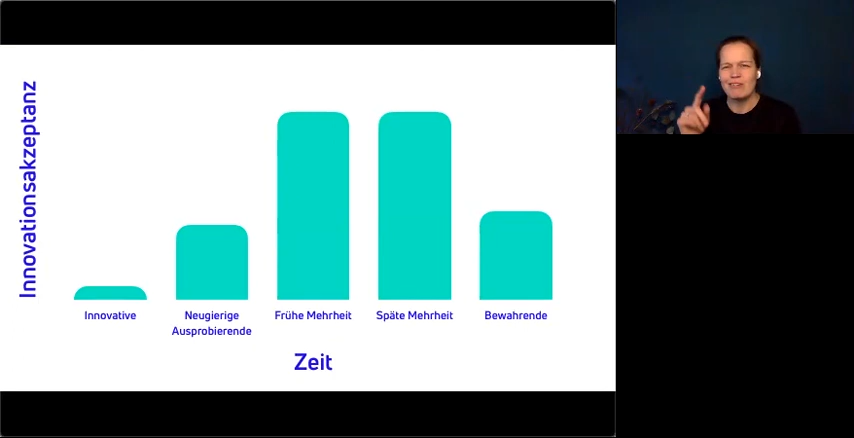 Innovationsakzeptanz
Innovative
Neugierige
Ausprobierende
Frühe Mehrheit
Späte Mehrheit
Bewahrende
Zeit